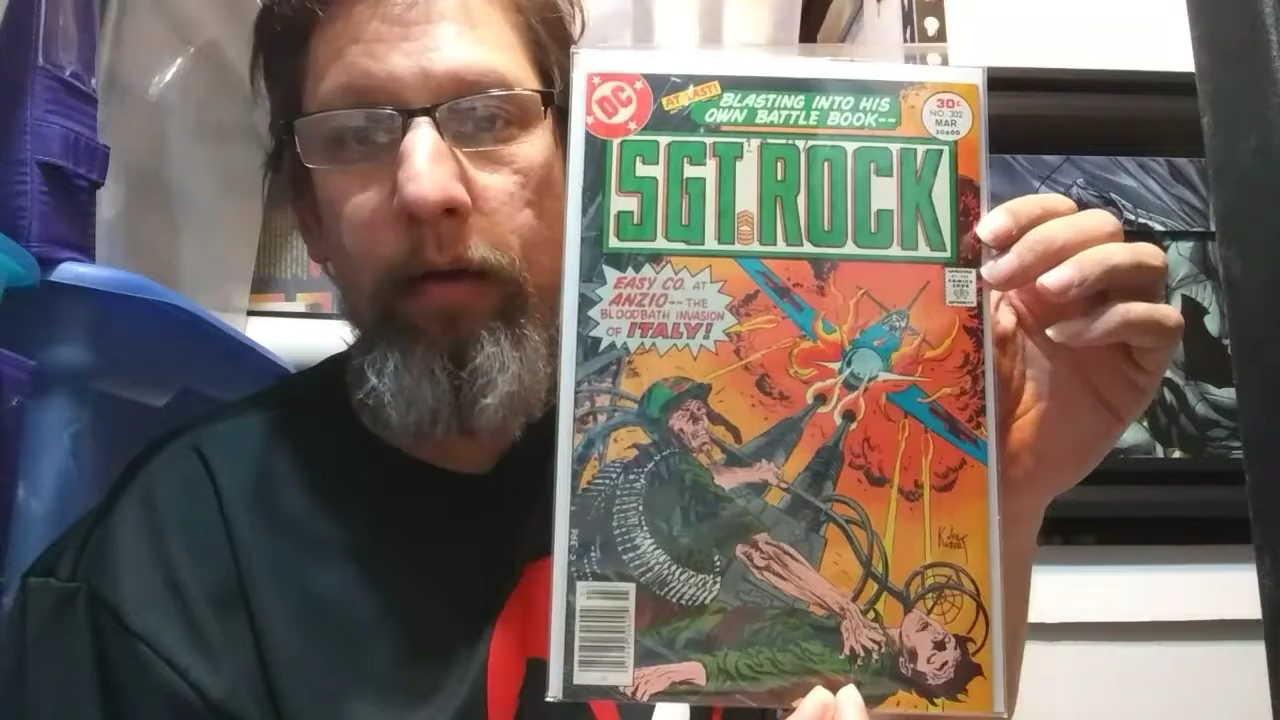 DC
AT LAST!
BLASTING INTO HIS
OWN BATTLE BOOK--
30¢
NO. 302
MAR
30600
SGT. ROCK
APPROVED
BY THE
COMICS
CODE
AUTHORITY
EASY CO. AT
ANZIO--THE
BLOODBATH INVASION
OF ITALY!